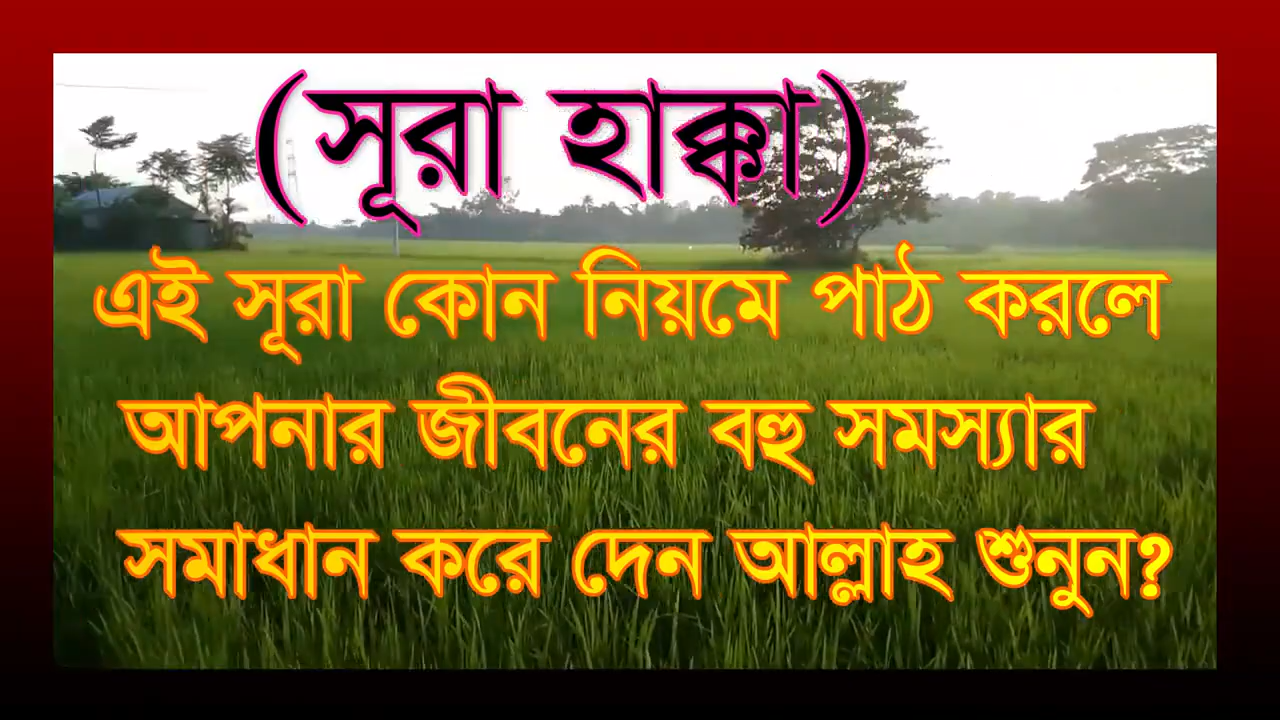 (সূরা হাক্কা)
এই সূরা কোন নিয়মে পাঠ করলে
আপনার জীবনের বহু সমস্যার
সমাধান করে দেন আল্লাহ শুনুন?